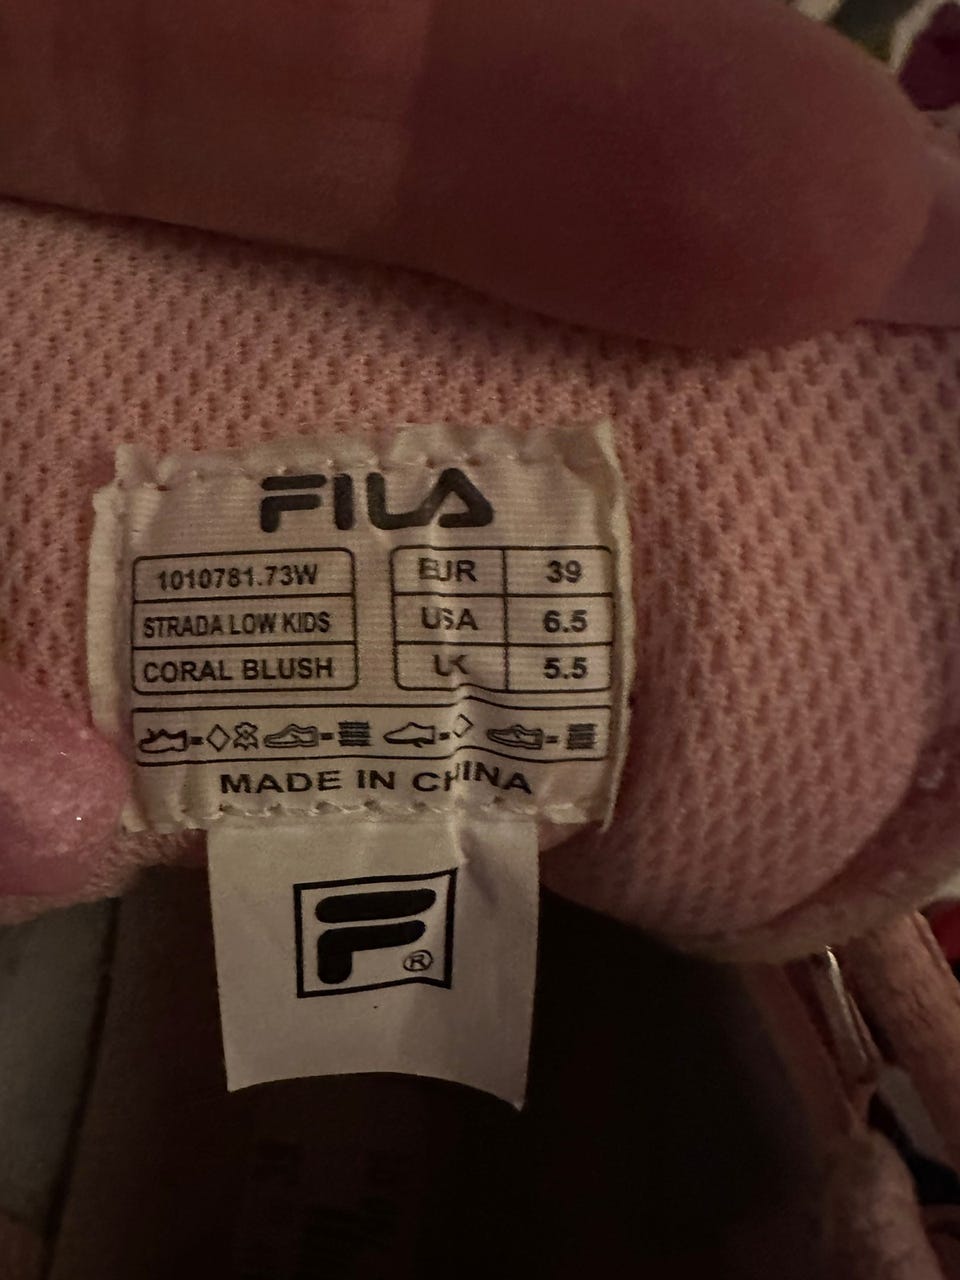 FILA
1010781.73W
STRADA LOW KIDS
CORAL BLUSH
EUR 39
USA 6.5
UK 5.5
MADE IN CHINA
F®